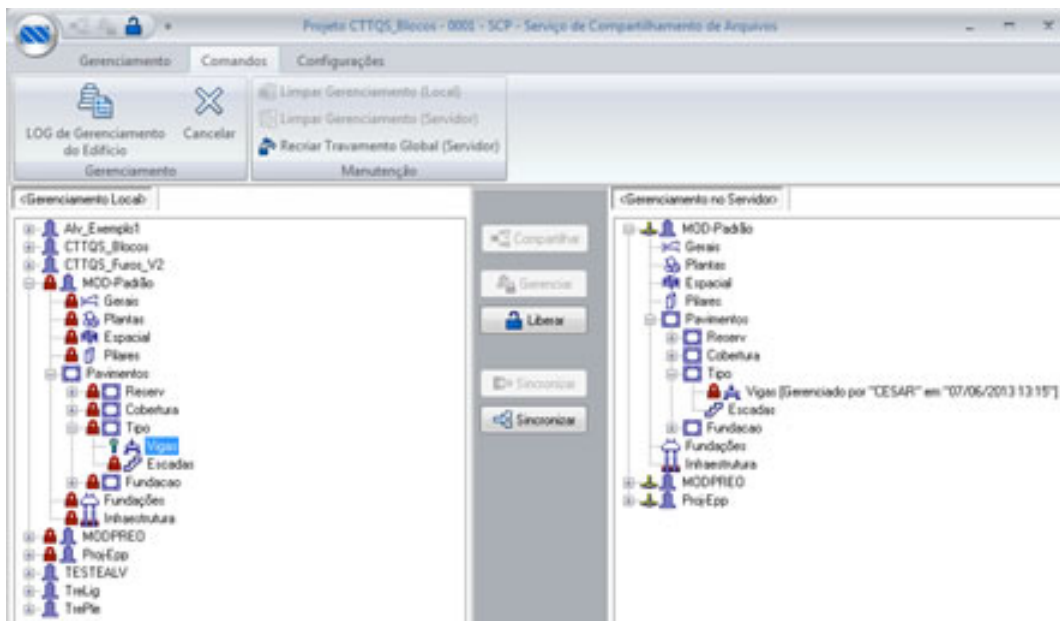 Projeto CTTQS_Blocos - 0001 - SCP - Serviço de Compartilhamento de Arquivos
Gerenciamento Comandos Configurações
LOG de Gerenciamento do Edifício
Cancelar
Gerenciamento
Limpar Gerenciamento (Local)
Limpar Gerenciamento (Servidor)
Recriar Travamento Global (Servidor)
Manutenção
<Gerenciamento Local>
Alv_Exemplo1
CTTQS_Blocos
CTTQS_Furos_V2
MOD-Padrão
Gerais
Plantas
Espacial
Pilares
Pavimentos
Reserv
Cobertura
Tipo
Vigas
Escadas
Fundacao
Fundações
Infraestrutura
MODPREO
Proj-Epp
TESTEALV
TreLig
TrePle
Compartilhar
Gerenciar
Liberar
Sincronizar
Sincronizar
<Gerenciamento no Servidor>
MOD-Padrão
Gerais
Plantas
Espacial
Pilares
Pavimentos
Reserv
Cobertura
Tipo
Vigas [Gerenciado por "CESAR" em "07/06/2013 13:15"]
Escadas
Fundacao
Fundações
Infraestrutura
MODPREO
Proj-Epp